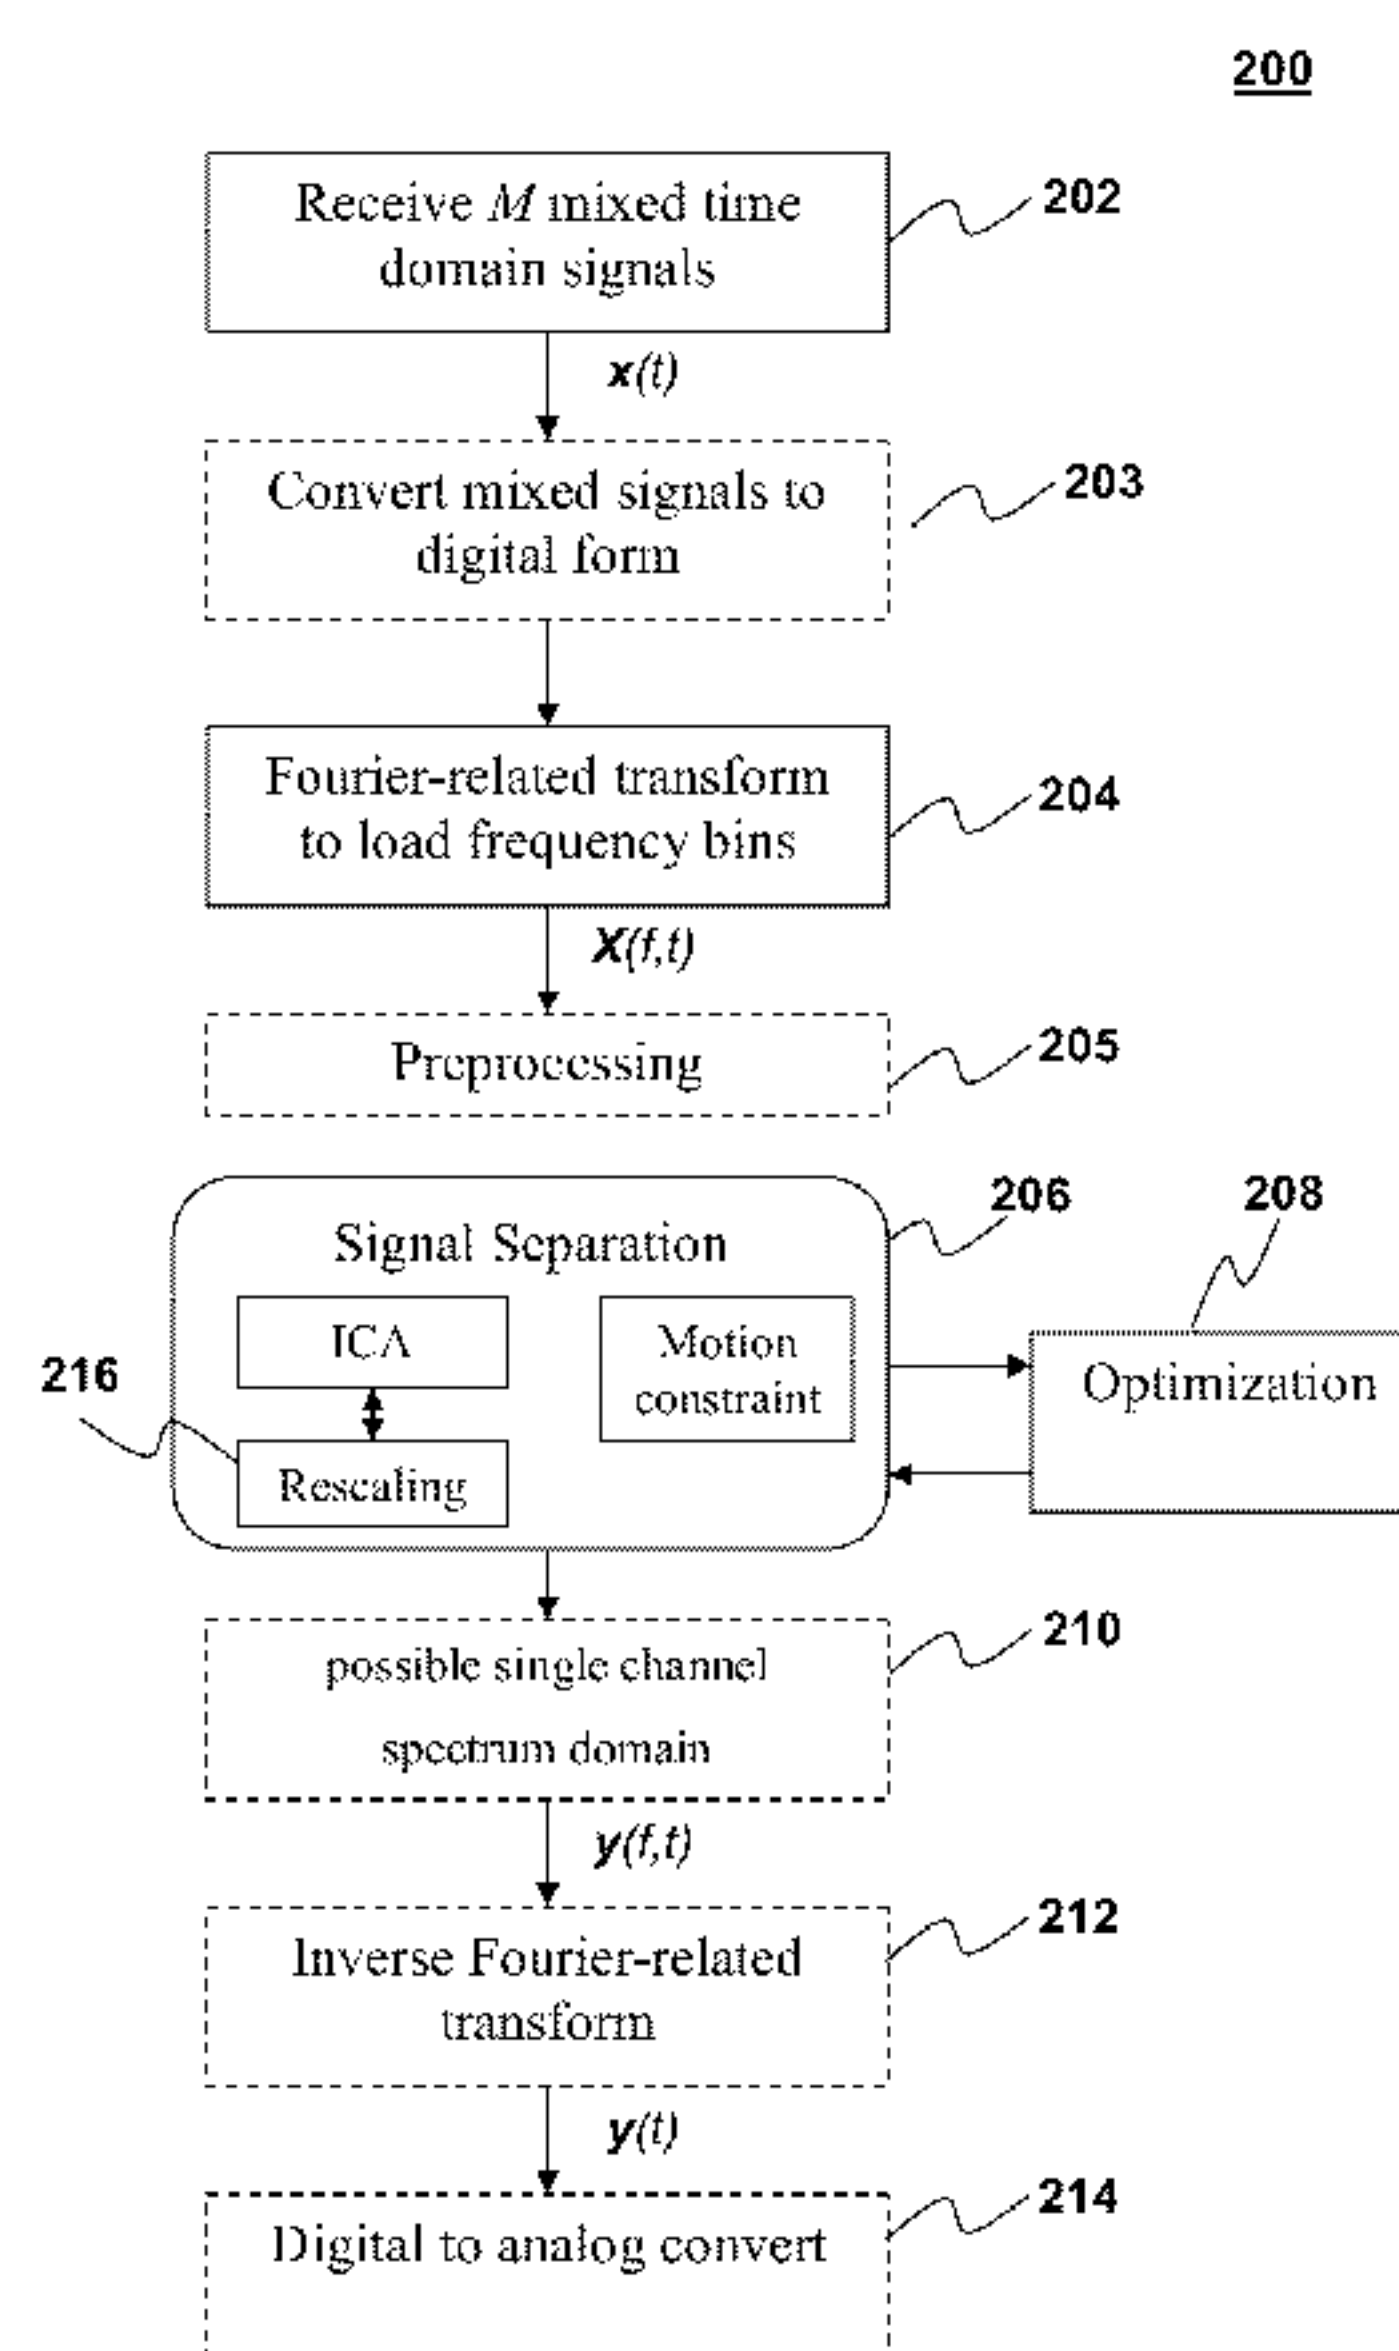 200
Receive M mixed time
domain signals
202
x(t)
Convert mixed signals to
digital form
203
Fourier-related transform
to load frequency bins
204
X(f,t)
Preprocessing
205
206
208
Signal Separation
ICA
Motion
constraint
Optimization
216
Rescaling
210
possible single channel
spectrum domain
y(f,t)
212
Inverse Fourier-related
transform
y(t)
214
Digital to analog convert